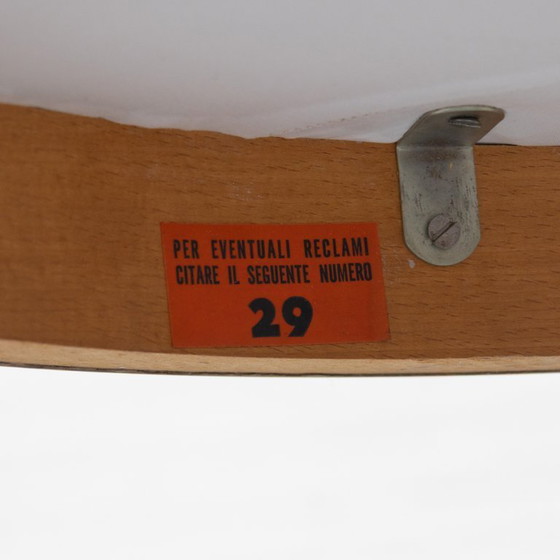 PER EVENTUALI RECLAMI
CITARE IL SEGUENTE NUMERO
29